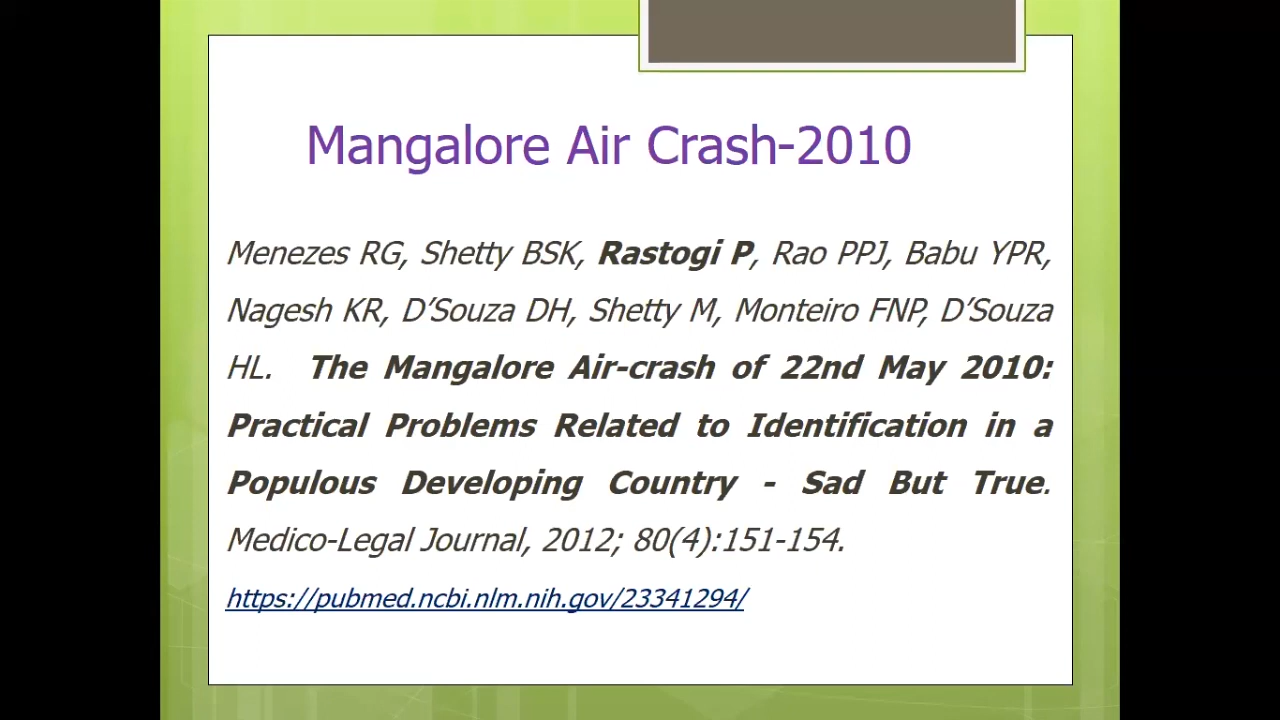 Mangalore Air Crash-2010
Menezes RG, Shetty BSK, Rastogi P, Rao PPJ, Babu YPR,
Nagesh KR, D’Souza DH, Shetty M, Monteiro FNP, D’Souza
HL. The Mangalore Air-crash of 22nd May 2010:
Practical Problems Related to Identification in a
Populous Developing Country - Sad But True.
Medico-Legal Journal, 2012; 80(4):151-154.
https://pubmed.ncbi.nlm.nih.gov/23341294/